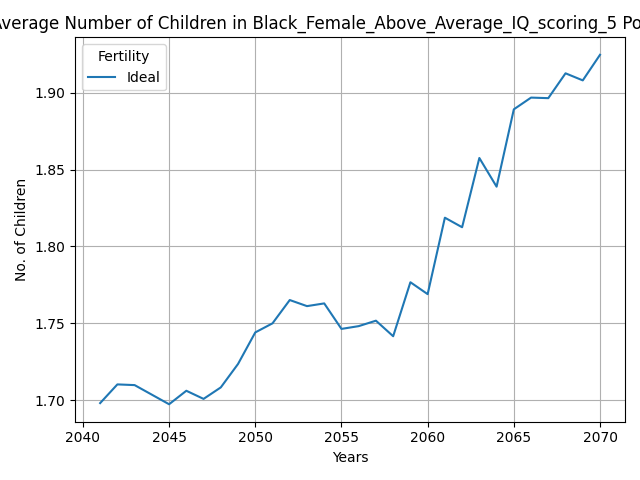 Average Number of Children in Black_Female_Above_Average_IQ_scoring_5 Po
Fertility
Ideal
No. of Children
1.90
1.85
1.80
1.75
1.70
2040 2045 2050 2055 2060 2065 2070
Years